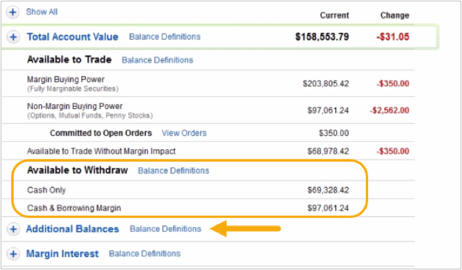 Show All
Current Change
Total Account Value Balance Definitions $158,553.79 -$31.05
Available to Trade Balance Definitions
Margin Buying Power $203,805.42 -$350.00
(Fully Marginable Securities)
Non-Margin Buying Power $97,061.24 -$2,562.00
(Options, Mutual Funds, Penny Stocks)
Committed to Open Orders View Orders $350.00
Available to Trade Without Margin Impact $68,978.42 -$350.00
Available to Withdraw Balance Definitions
Cash Only $69,328.42
Cash & Borrowing Margin $97,061.24
Additional Balances Balance Definitions
Margin Interest Balance Definitions